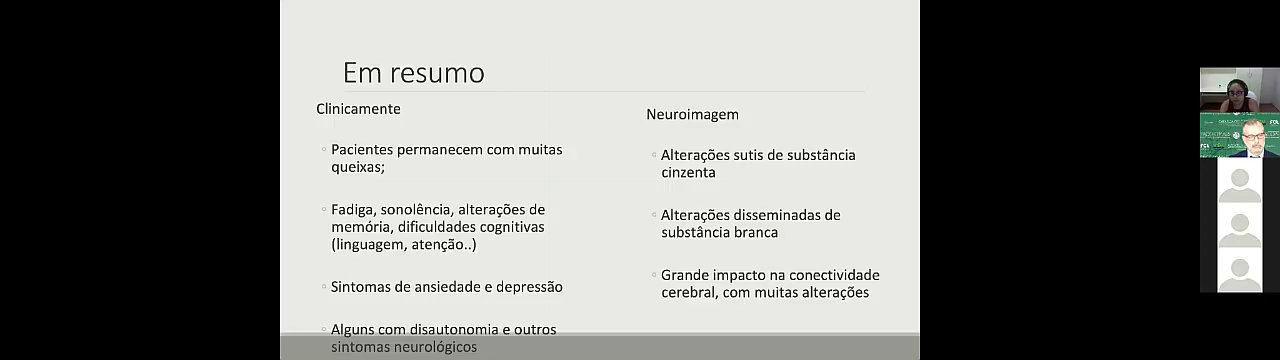 Em resumo
Clinicamente
Pacientes permanecem com muitas
queixas;
Fadiga, sonolência, alterações de
memória, dificuldades cognitivas
(linguagem, atenção..)
Sintomas de ansiedade e depressão
Alguns com disautonomia e outros
sintomas neurológicos
Neuroimagem
Alterações sutis de substância
cinzenta
Alterações disseminadas de
substância branca
Grande impacto na conectividade
cerebral, com muitas alterações